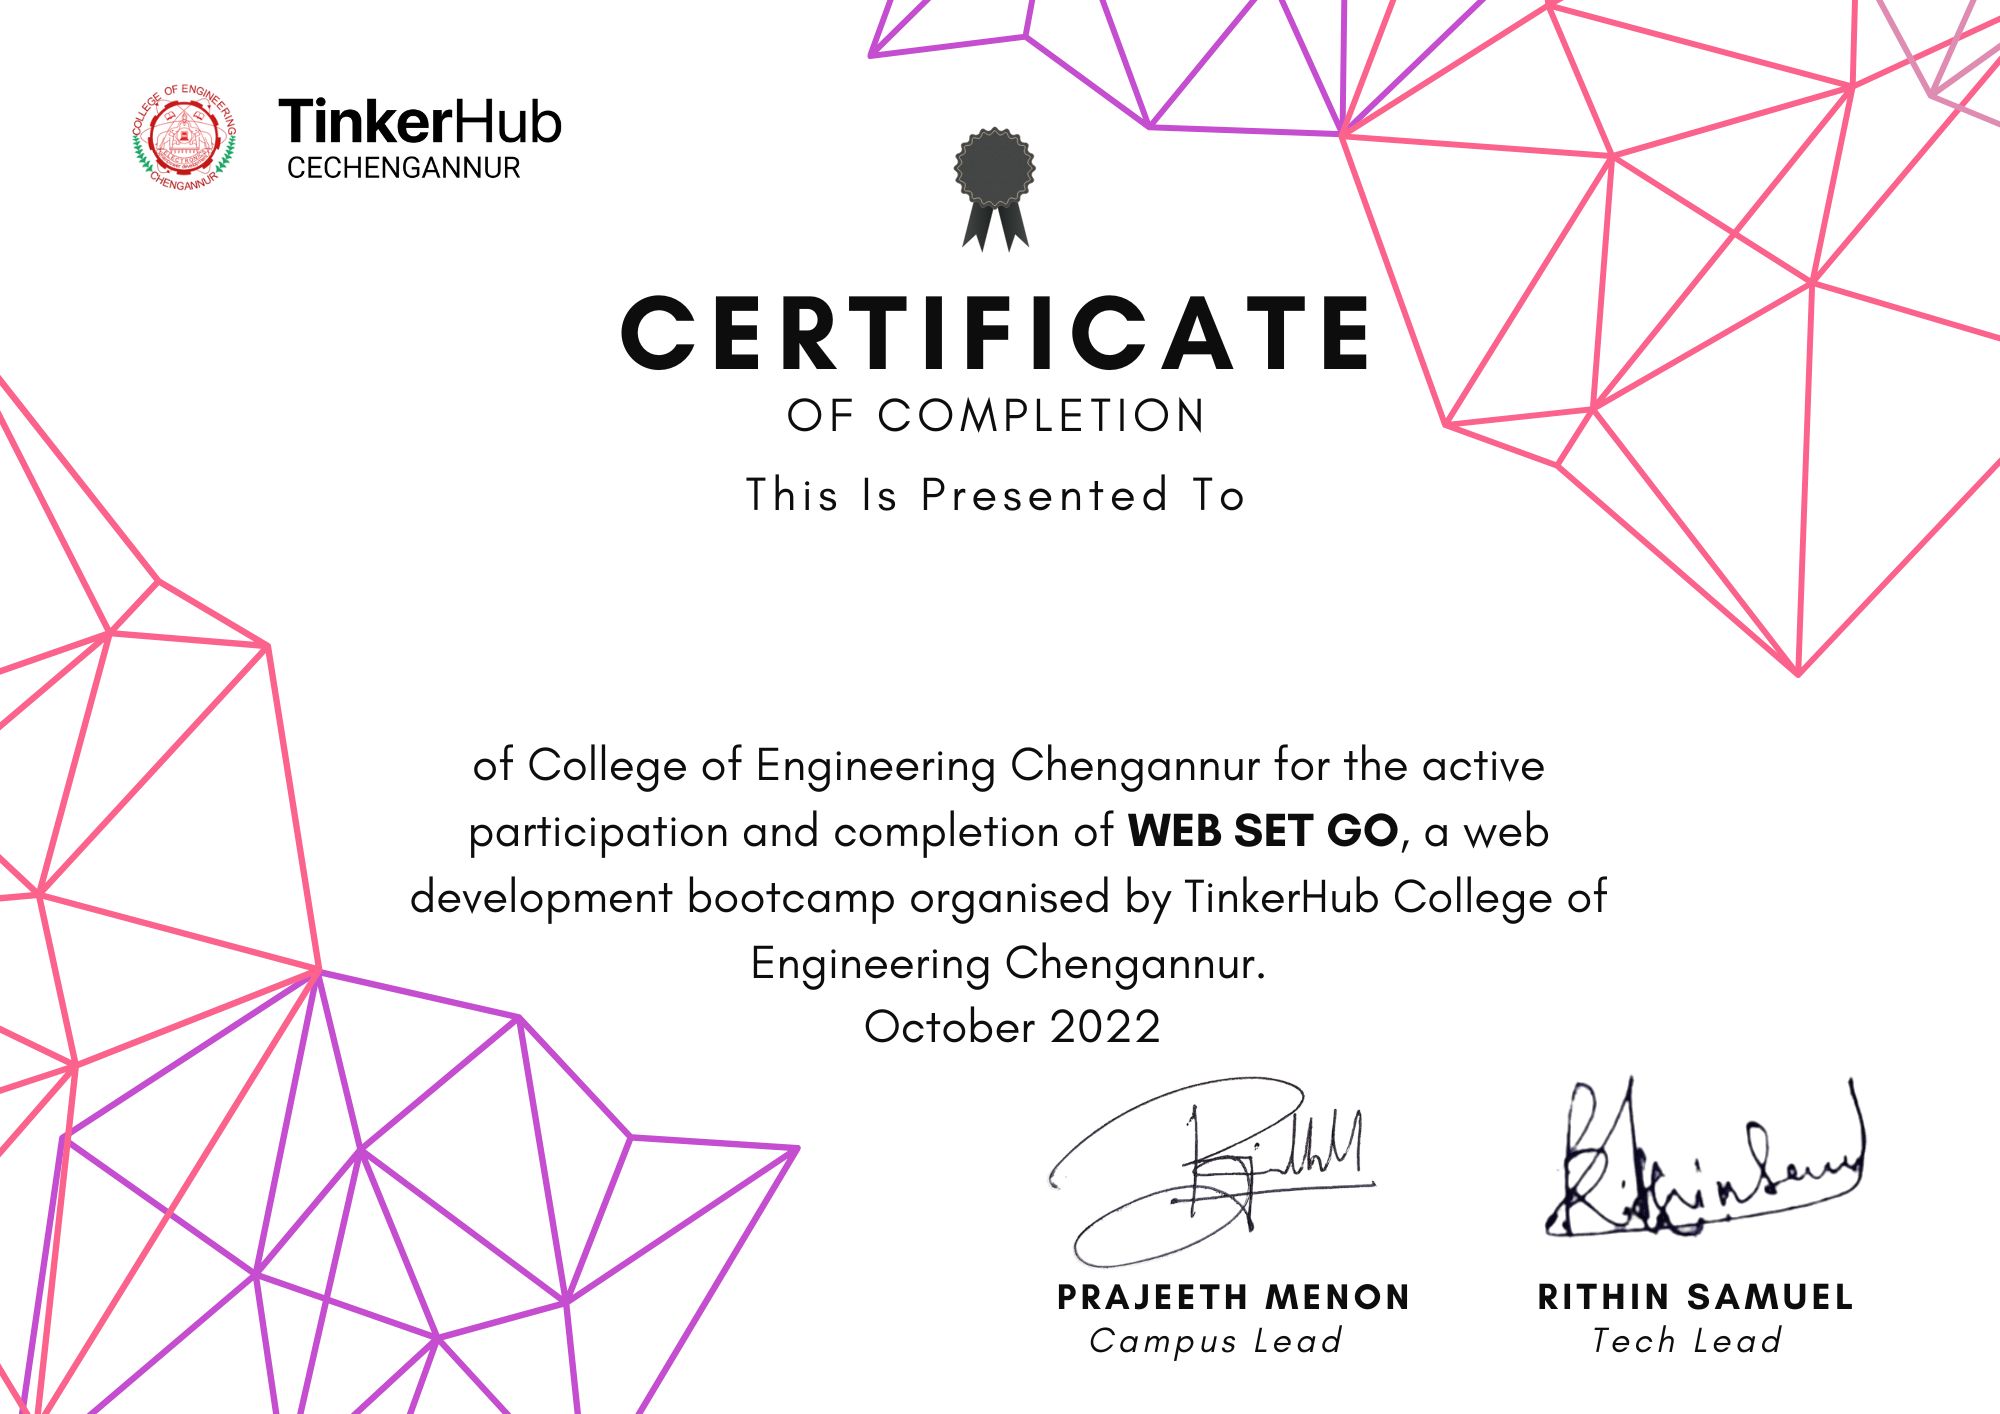 COLLEGE OF ENGINEERING
CHENGANNUR
TinkerHub
CECHENGANNUR
CERTIFICATE
OF COMPLETION
This Is Presented To
of College of Engineering Chengannur for the active
participation and completion of WEB SET GO, a web
development bootcamp organised by TinkerHub College of
Engineering Chengannur.
October 2022
Rithin Samuel
PRAJEETH MENON
Campus Lead
RITHIN SAMUEL
Tech Lead